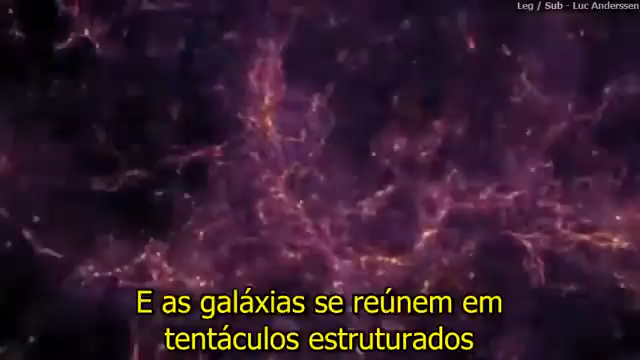 Leg / Sub - Luc Anderssen
E as galáxias se reúnem em
tentáculos estruturados